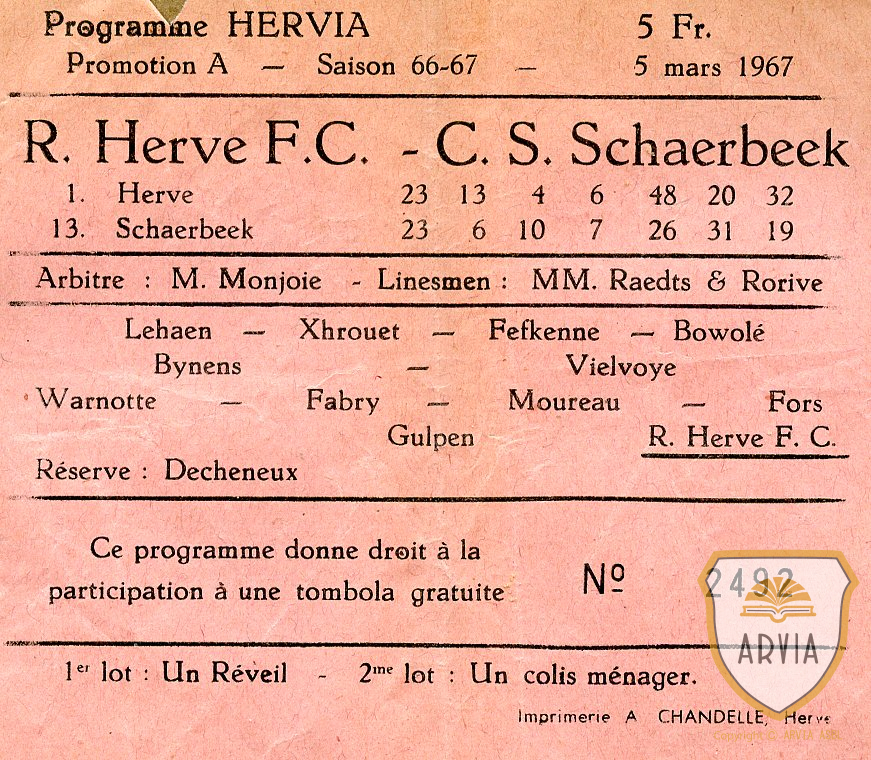 Programme HERVIA 5 Fr.
Promotion A — Saison 66-67 — 5 mars 1967
R. Herve F.C. - C. S. Schaerbeek
1. Herve 23 13 4 6 48 20 32
13. Schaerbeek 23 6 10 7 26 31 19
Arbitre : M. Monjoie - Linesmen : MM. Raedts & Rorive
Lehaen — Xhrouet — Fefkenne — Bowolé
Bynens — Vielvoye
Warnotte — Fabry — Moureau — Fors
Gulpen R. Herve F. C.
Réserve : Decheneux
Ce programme donne droit à la
participation à une tombola gratuite
Nº 2492
ARVIA
1er lot : Un Réveil - 2me lot : Un colis ménager.
Imprimerie A CHANDELLE, Herve
Copyright © ARVIA ASBL